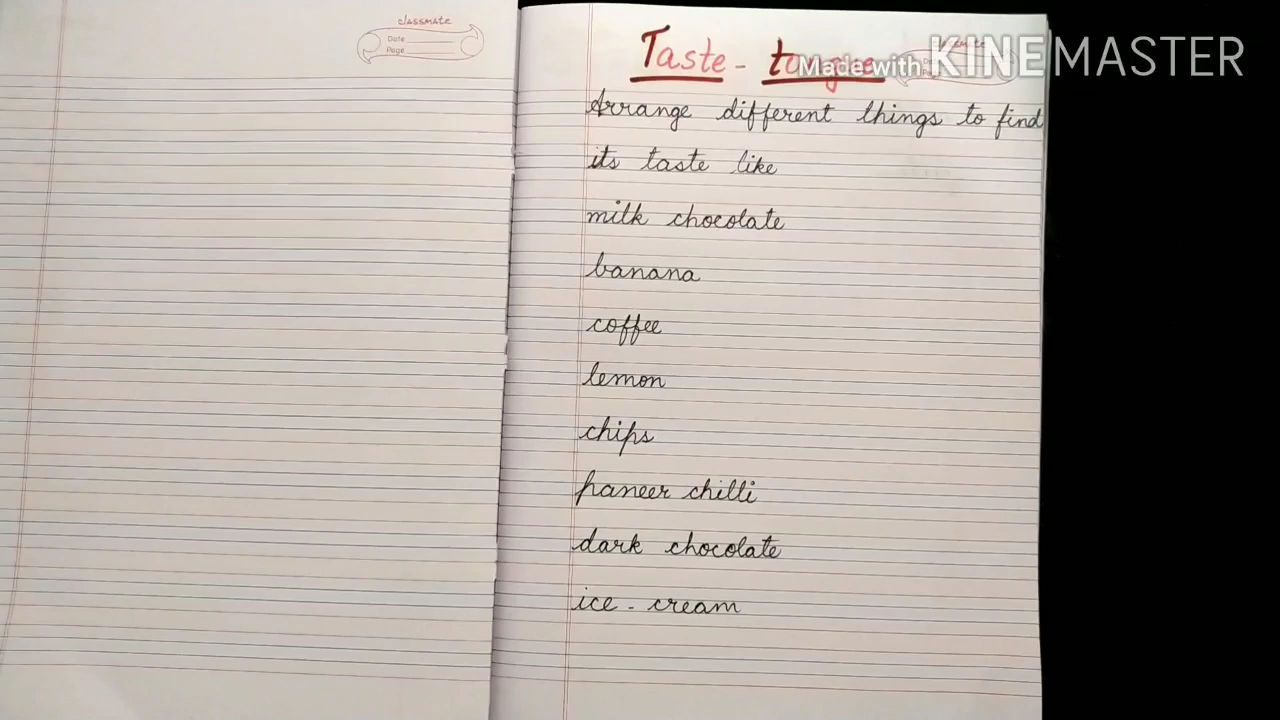 classmate
Date
Page
Taste - tongue
Made with KINEMASTER
Arrange different things to find
its taste like
milk chocolate
banana
coffee
lemon
chips
paneer chilli
dark chocolate
ice - cream